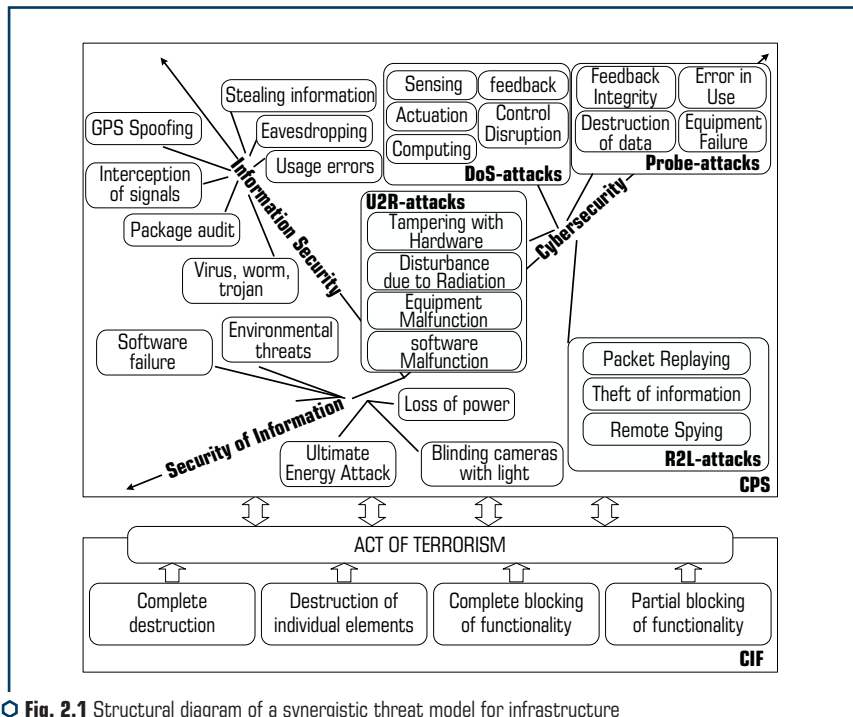 Stealing information
GPS Spoofing
Eavesdropping
Interception
of signals
Usage errors
Package audit
Virus, worm,
trojan
Information Security
Sensing
feedback
Actuation
Control
Disruption
Computing
DoS-attacks
Feedback
Integrity
Error in
Use
Destruction
of data
Equipment
Failure
Probe-attacks
Cybersecurity
U2R-attacks
Tampering with
Hardware
Disturbance
due to Radiation
Equipment
Malfunction
software
Malfunction
Software
failure
Environmental
threats
Loss of power
Security of Information
Ultimate
Energy Attack
Blinding cameras
with light
Packet Replaying
Theft of information
Remote Spying
R2L-attacks
CPS
ACT OF TERRORISM
Complete
destruction
Destruction of
individual elements
Complete blocking
of functionality
Partial blocking
of functionality
CIF
Fig. 2.1 Structural diagram of a synergistic threat model for infrastructure